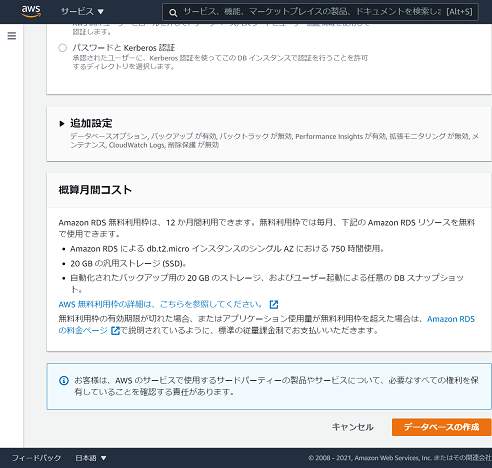 aws
サービス ▼
サービス、機能、マーケットプレイスの製品、ドキュメントを検索し [Alt+S]
認証します。
パスワードと Kerberos 認証
承認されたユーザーに、Kerberos 認証を使ってこの DB インスタンスで認証を行うことを許可
するディレクトリを選択します。
▶ 追加設定
データベースオプション, バックアップ が有効, バックトラック が無効, Performance Insights が有効, 拡張モニタリング が無効, メ
ンテナンス, CloudWatch Logs, 削除保護 が無効
概算月間コスト
Amazon RDS 無料利用枠は、12 か月間利用できます。無料利用枠では毎月、下記の Amazon RDS リソースを無料
で使用できます。
• Amazon RDS による db.t2.micro インスタンスのシングル AZ における 750 時間使用。
• 20 GB の汎用ストレージ (SSD)。
• 自動化されたバックアップ用の 20 GB のストレージ、およびユーザー起動による任意の DB スナップショッ
ト。
AWS 無料利用枠の詳細は、こちらを参照してください。
無料利用枠の有効期限が切れた場合、またはアプリケーション使用量が無料利用枠を超えた場合は、Amazon RDS
の料金ページ で説明されているように、標準の従量課金制でお支払いいただきます。
お客様は、AWS のサービスで使用するサードパーティーの製品やサービスについて、必要なすべての権利を保
有していることを確認する責任があります。
キャンセル
データベースの作成
フィードバック
日本語 ▼
© 2008 - 2021, Amazon Web Services, Inc. またはその関連会社